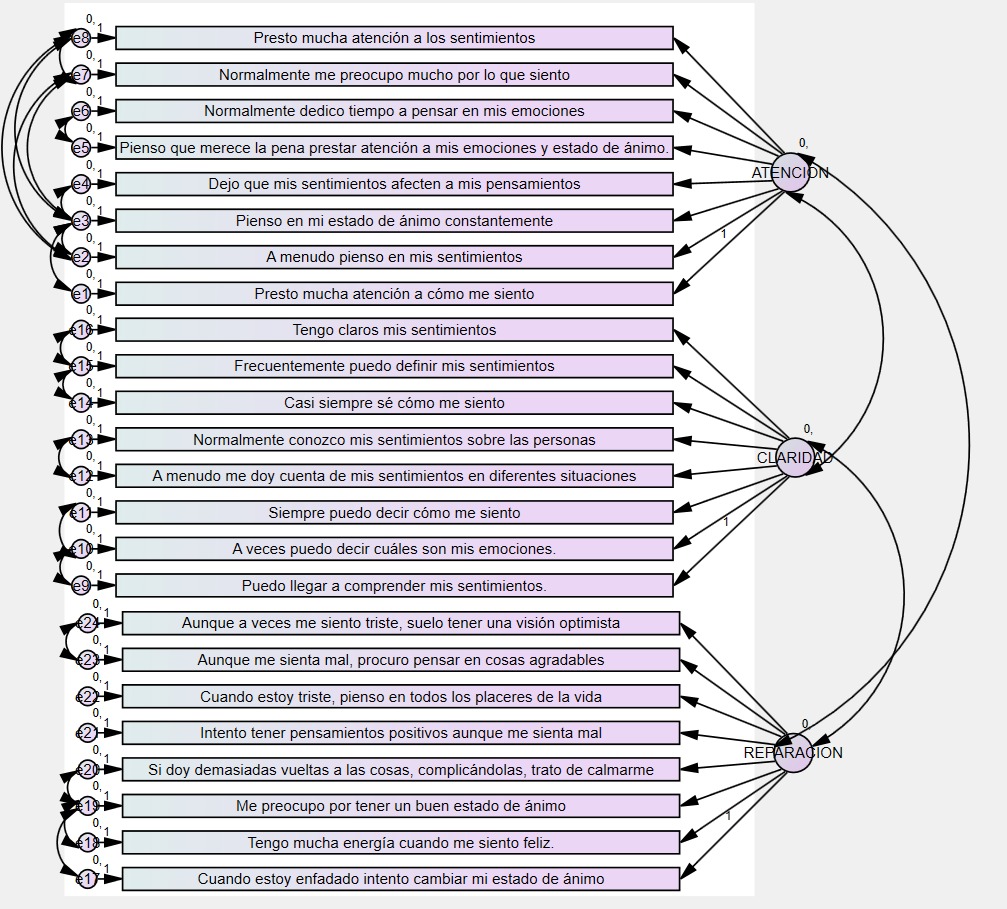 0,
e8
1
Presto mucha atención a los sentimientos
0,
e7
1
Normalmente me preocupo mucho por lo que siento
0,
e6
1
Normalmente dedico tiempo a pensar en mis emociones
0,
e5
1
Pienso que merece la pena prestar atención a mis emociones y estado de ánimo.
0,
e4
1
Dejo que mis sentimientos afecten a mis pensamientos
0,
e3
1
Pienso en mi estado de ánimo constantemente
0,
e2
1
A menudo pienso en mis sentimientos
0,
e1
1
Presto mucha atención a cómo me siento
0,
ATENCION
1
0,
e16
1
Tengo claros mis sentimientos
0,
e15
1
Frecuentemente puedo definir mis sentimientos
0,
e14
1
Casi siempre sé cómo me siento
0,
e13
1
Normalmente conozco mis sentimientos sobre las personas
0,
e12
1
A menudo me doy cuenta de mis sentimientos en diferentes situaciones
0,
e11
1
Siempre puedo decir cómo me siento
0,
e10
1
A veces puedo decir cuáles son mis emociones.
0,
e9
1
Puedo llegar a comprender mis sentimientos.
0,
CLARIDAD
1
0,
e24
1
Aunque a veces me siento triste, suelo tener una visión optimista
0,
e23
1
Aunque me sienta mal, procuro pensar en cosas agradables
0,
e22
1
Cuando estoy triste, pienso en todos los placeres de la vida
0,
e21
1
Intento tener pensamientos positivos aunque me sienta mal
0,
e20
1
Si doy demasiadas vueltas a las cosas, complicándolas, trato de calmarme
0,
e19
1
Me preocupo por tener un buen estado de ánimo
0,
e18
1
Tengo mucha energía cuando me siento feliz.
0,
e17
1
Cuando estoy enfadado intento cambiar mi estado de ánimo
0,
REPARACION
1